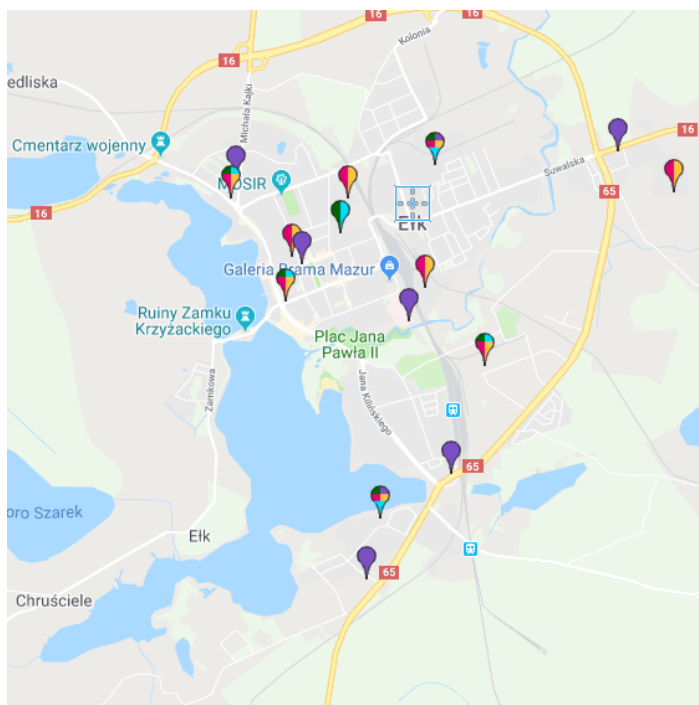 16
Kolonia
16
edliska
Michała Kajki
Cmentarz wojenny
16
MOSIR
Suwalska
65
16
Ełk
Galeria Brama Mazur
Ruiny Zamku
Krzyżackiego
Plac Jana
Pawła II
Zamkowa
Jana Kilińskiego
65
oro Szarek
Ełk
65
Chruściele